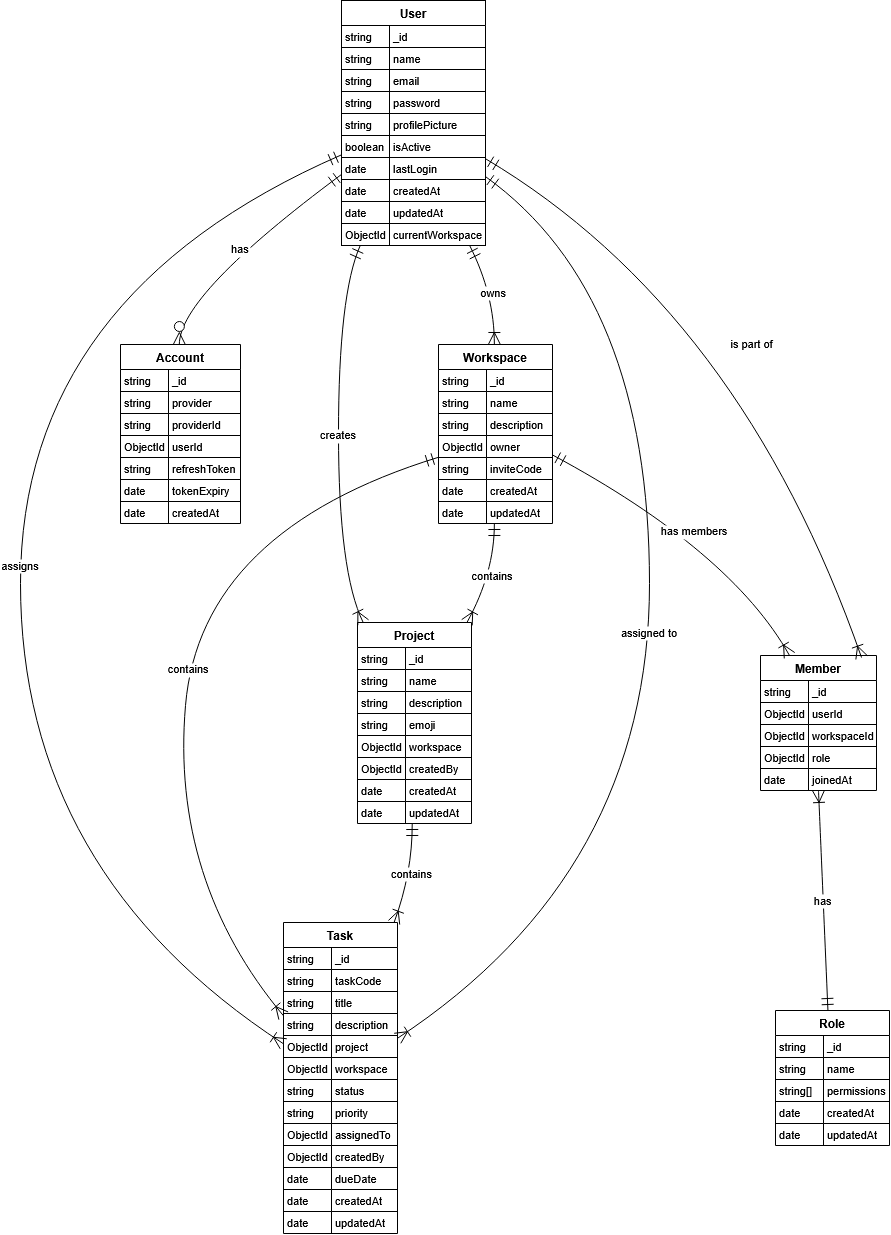 User
string _id
string name
string email
string password
string profilePicture
boolean isActive
date lastLogin
date createdAt
date updatedAt
ObjectId currentWorkspace
has
owns
is part of
Account
string _id
string provider
string providerId
ObjectId userId
string refreshToken
date tokenExpiry
date createdAt
Workspace
string _id
string name
string description
ObjectId owner
string inviteCode
date createdAt
date updatedAt
creates
has members
assigns
contains
assigned to
contains
Project
string _id
string name
string description
string emoji
ObjectId workspace
ObjectId createdBy
date createdAt
date updatedAt
Member
string _id
ObjectId userId
ObjectId workspaceId
ObjectId role
date joinedAt
contains
has
Task
string _id
string taskCode
string title
string description
ObjectId project
ObjectId workspace
string status
string priority
ObjectId assignedTo
ObjectId createdBy
date dueDate
date createdAt
date updatedAt
Role
string _id
string name
string[] permissions
date createdAt
date updatedAt